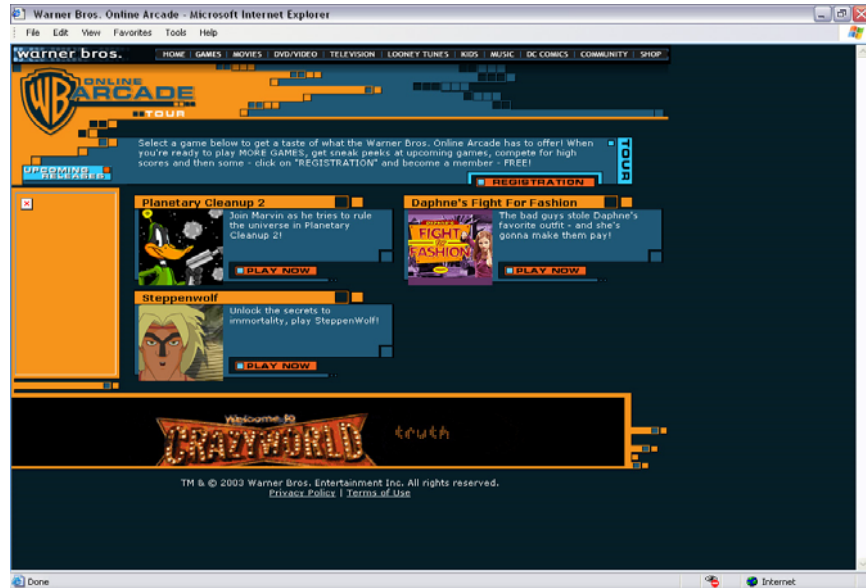 Warner Bros. Online Arcade - Microsoft Internet Explorer
File Edit View Favorites Tools Help
warner bros. HOME | GAMES | MOVIES | DVD/VIDEO | TELEVISION | LOONEY TUNES | KIDS | MUSIC | DC COMICS | COMMUNITY | SHOP
WB
ONLINE
ARCADE
TOUR
Select a game below to get a taste of what the Warner Bros. Online Arcade has to offer! When
you're ready to play MORE GAMES, get sneak peeks at upcoming games, compete for high
scores and then some - click on "REGISTRATION" and become a member - FREE!
TOUR
UPCOMING
RELEASES
REGISTRATION
Planetary Cleanup 2
Join Marvin as he tries to rule
the universe in Planetary
Cleanup 2!
PLAY NOW
Daphne's Fight For Fashion
FIGHT
for
FASHION
The bad guys stole Daphne's
favorite outfit - and she's
gonna make them pay!
PLAY NOW
Steppenwolf
Unlock the secrets to
immortality, play SteppenWolf!
PLAY NOW
Welcome to
CRAZYWORLD
truth
TM & © 2003 Warner Bros. Entertainment Inc. All rights reserved.
Privacy Policy | Terms of Use
Done
Internet